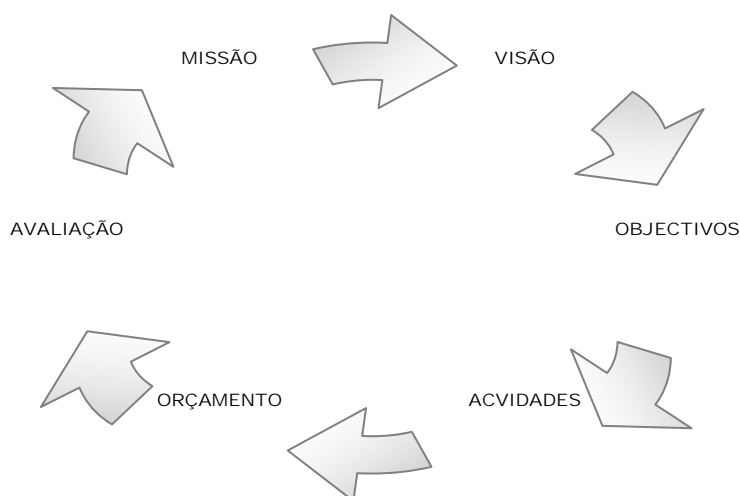 MISSÃO
VISÃO
OBJECTIVOS
ACVIDADES
ORÇAMENTO
AVALIAÇÃO